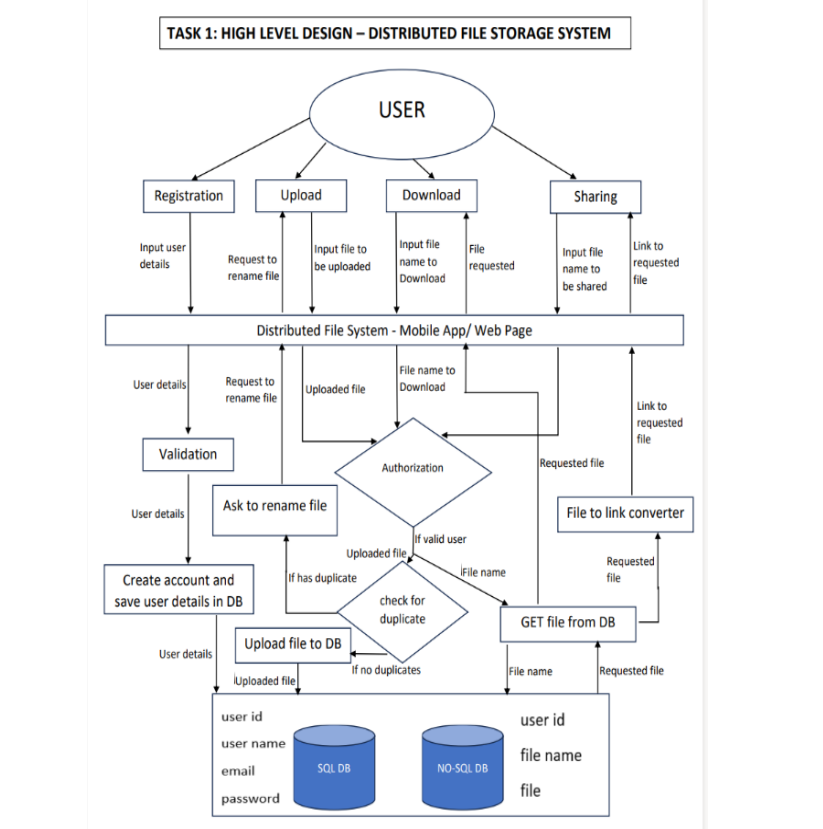 TASK 1: HIGH LEVEL DESIGN – DISTRIBUTED FILE STORAGE SYSTEM
USER
Registration
Upload
Download
Sharing
Input user
details
Request to
rename file
Input file to
be uploaded
Input file
name to
Download
File
requested
Input file
name to
be shared
Link to
requested
file
Distributed File System - Mobile App/ Web Page
User details
Request to
rename file
Uploaded file
File name to
Download
Link to
requested
file
Validation
Authorization
Requested file
User details
Ask to rename file
File to link converter
If valid user
Uploaded file
File name
Requested
file
If has duplicate
Create account and
save user details in DB
check for
duplicate
GET file from DB
User details
Upload file to DB
If no duplicates
Uploaded file
File name
Requested file
user id
user name
email
password
SQL DB
NO-SQL DB
user id
file name
file